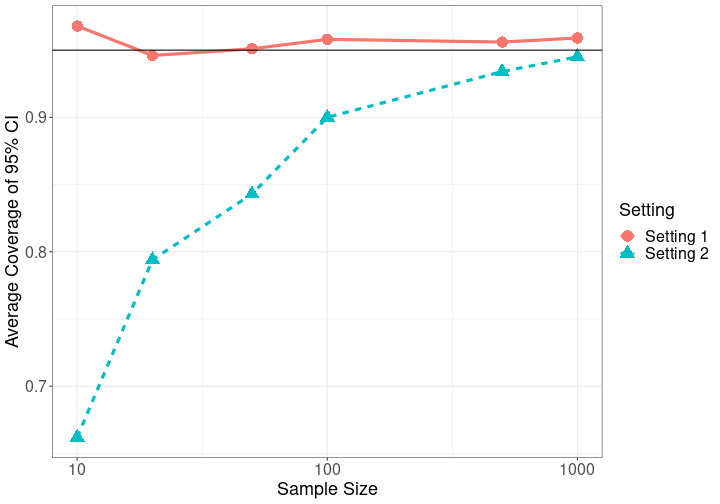 Average Coverage of 95% CI
0.9
0.8
0.7
10
100
1000
Sample Size
Setting
Setting 1
Setting 2